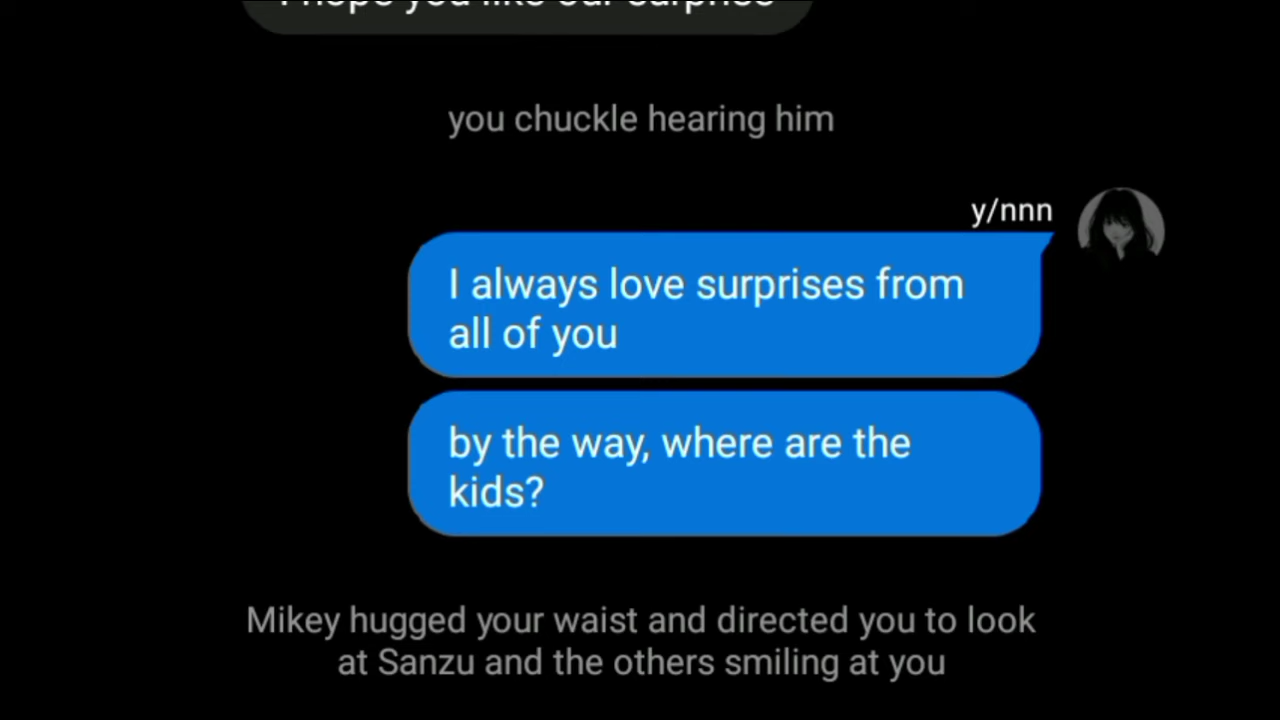 I hope you like our surprise
you chuckle hearing him
y/nnn
I always love surprises from
all of you
by the way, where are the
kids?
Mikey hugged your waist and directed you to look
at Sanzu and the others smiling at you